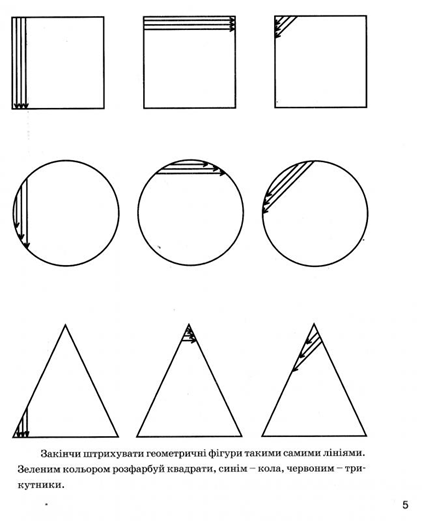 Закінчи штрихувати геометричні фігури такими самими лініями.
Зеленим кольором розфарбуй квадрати, синім – кола, червоним – три-
кутники.
5